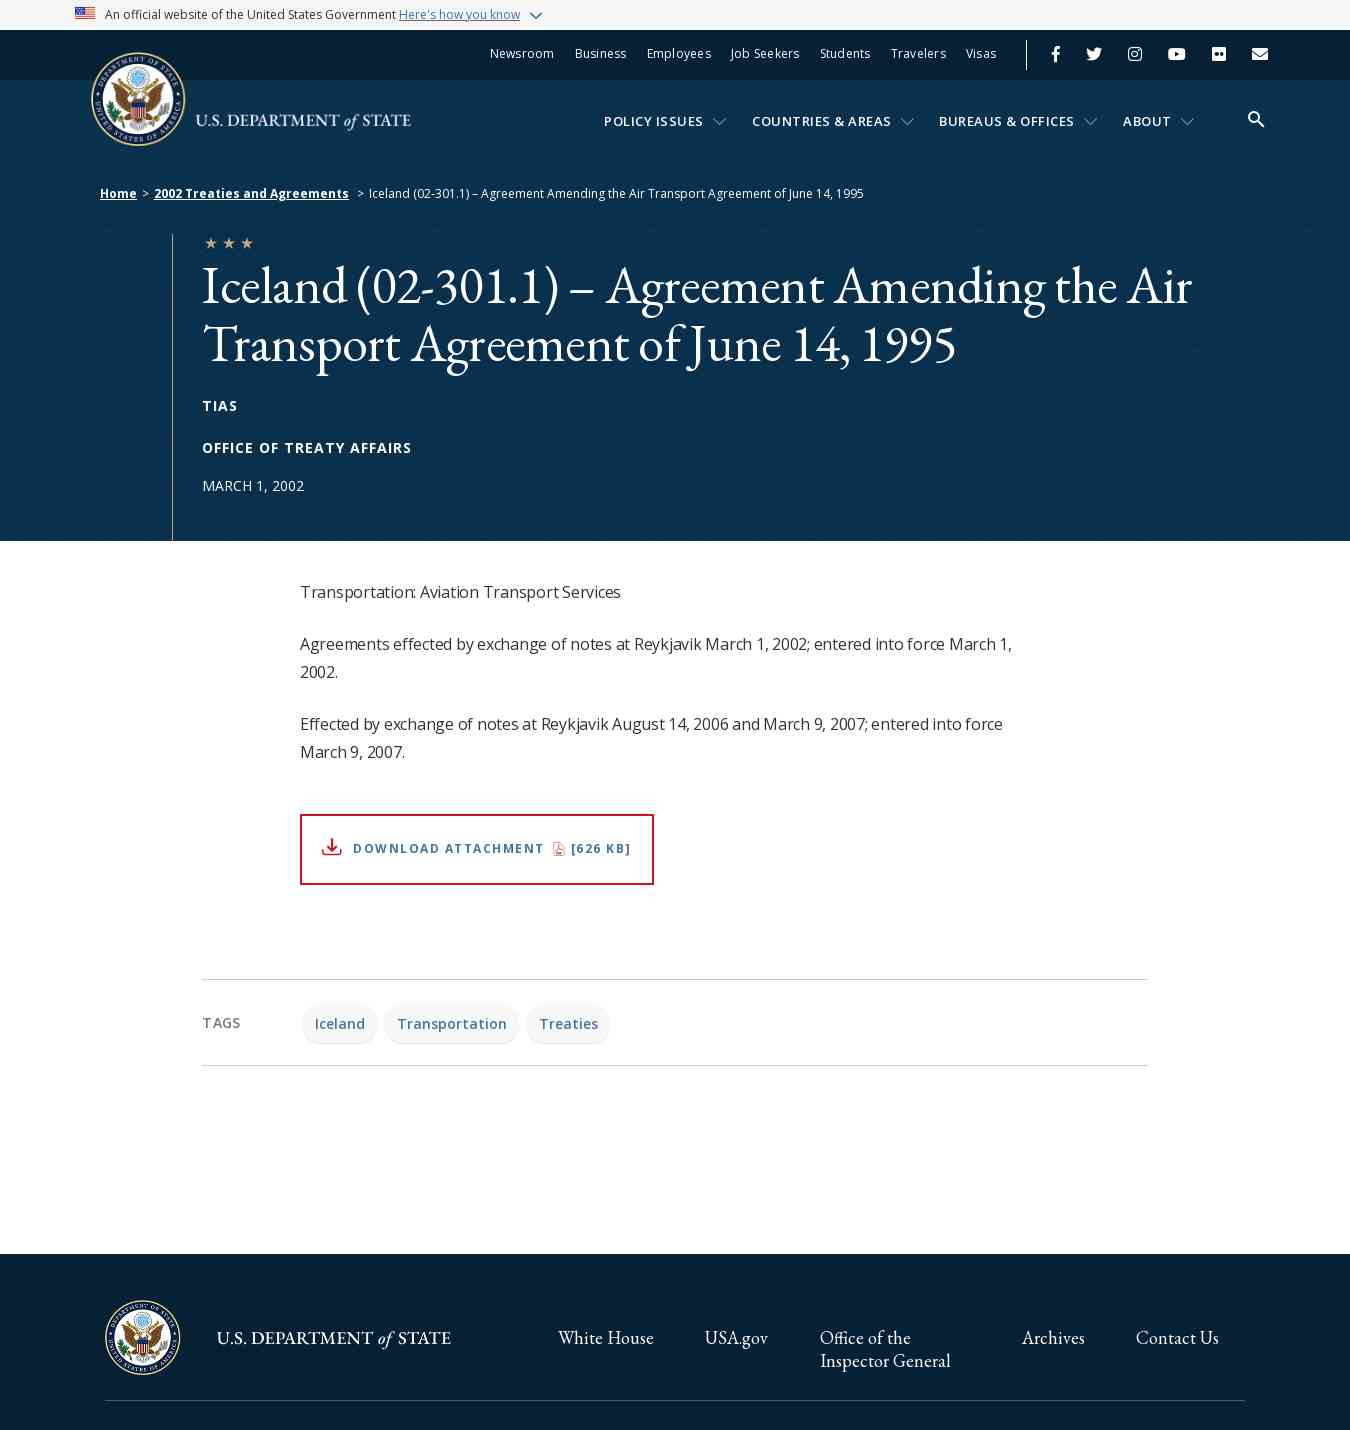 An official website of the United States Government Here's how you know
Newsroom Business Employees Job Seekers Students Travelers Visas
U.S. DEPARTMENT of STATE
POLICY ISSUES COUNTRIES & AREAS BUREAUS & OFFICES ABOUT
Home > 2002 Treaties and Agreements > Iceland (02-301.1) – Agreement Amending the Air Transport Agreement of June 14, 1995
Iceland (02-301.1) – Agreement Amending the Air
Transport Agreement of June 14, 1995
TIAS
OFFICE OF TREATY AFFAIRS
MARCH 1, 2002
Transportation: Aviation Transport Services
Agreements effected by exchange of notes at Reykjavik March 1, 2002; entered into force March 1,
2002.
Effected by exchange of notes at Reykjavik August 14, 2006 and March 9, 2007; entered into force
March 9, 2007.
DOWNLOAD ATTACHMENT [626 KB]
TAGS Iceland Transportation Treaties
DEPARTMENT OF STATE
UNITED STATES OF AMERICA
U.S. DEPARTMENT of STATE
White House USA.gov Office of the Archives Contact Us
Inspector General